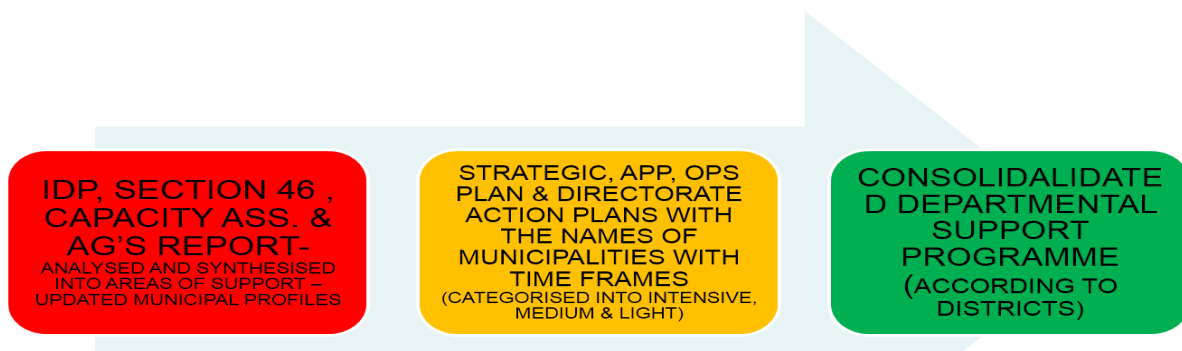 IDP, SECTION 46 ,
CAPACITY ASS. &
AG'S REPORT-
ANALYSED AND SYNTHESISED
INTO AREAS OF SUPPORT –
UPDATED MUNICIPAL PROFILES
STRATEGIC, APP, OPS
PLAN & DIRECTORATE
ACTION PLANS WITH
THE NAMES OF
MUNICIPALITIES WITH
TIME FRAMES
(CATEGORISED INTO INTENSIVE,
MEDIUM & LIGHT)
CONSOLIDALIDATE
D DEPARTMENTAL
SUPPORT
PROGRAMME
(ACCORDING TO
DISTRICTS)